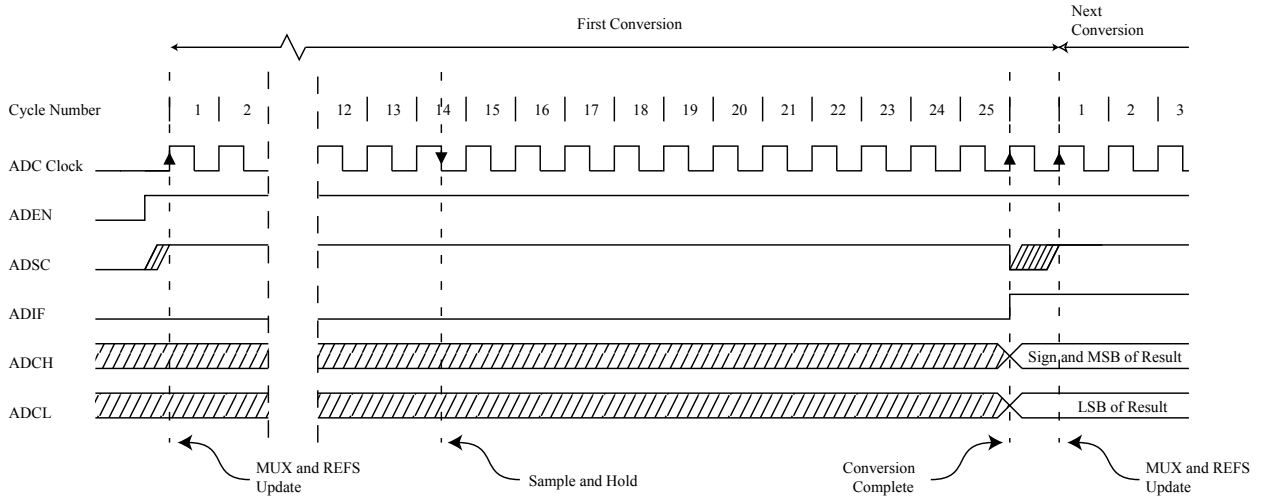 First Conversion
Next
Conversion
Cycle Number 1 2 12 13 14 15 16 17 18 19 20 21 22 23 24 25 1 2 3
ADC Clock
ADEN
ADSC
ADIF
ADCH
Sign and MSB of Result
ADCL
LSB of Result
MUX and REFS
Update
Sample and Hold
Conversion
Complete
MUX and REFS
Update